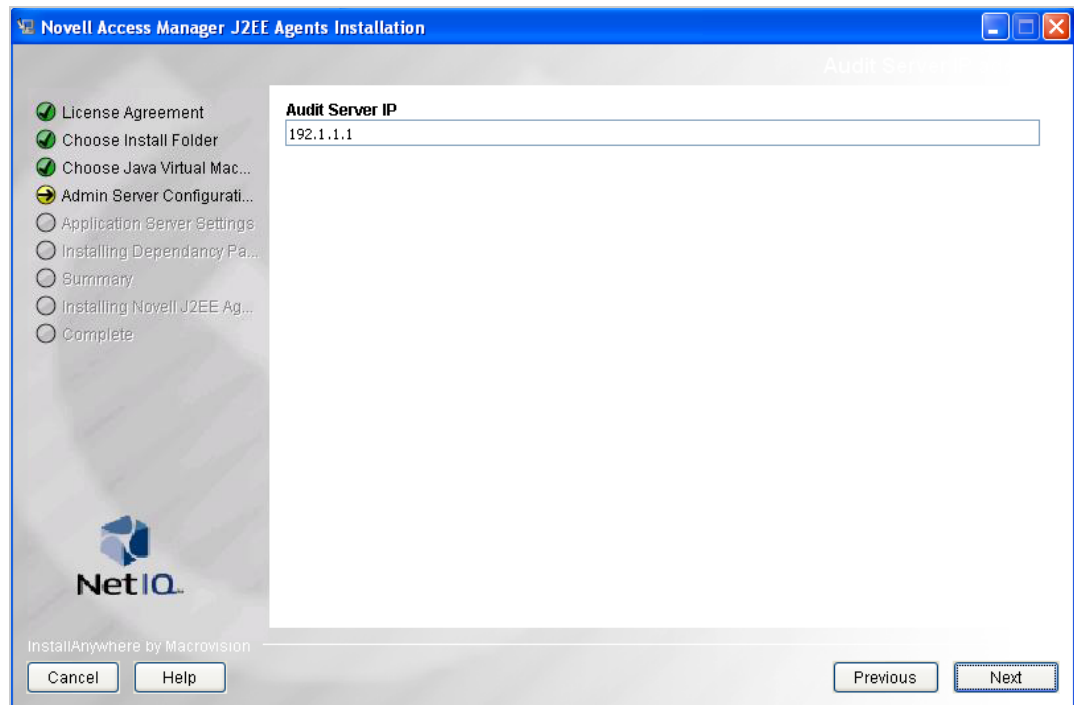 Novell Access Manager J2EE Agents Installation
Audit Server IP
License Agreement
Choose Install Folder
Choose Java Virtual Mac...
Admin Server Configurati...
Application Server Settings
Installing Dependancy Pa...
Summary
Installing Novell J2EE Ag...
Complete
Audit Server IP
192.1.1.1
NetIQ
InstallAnywhere by Macrovision
Cancel
Help
Previous
Next